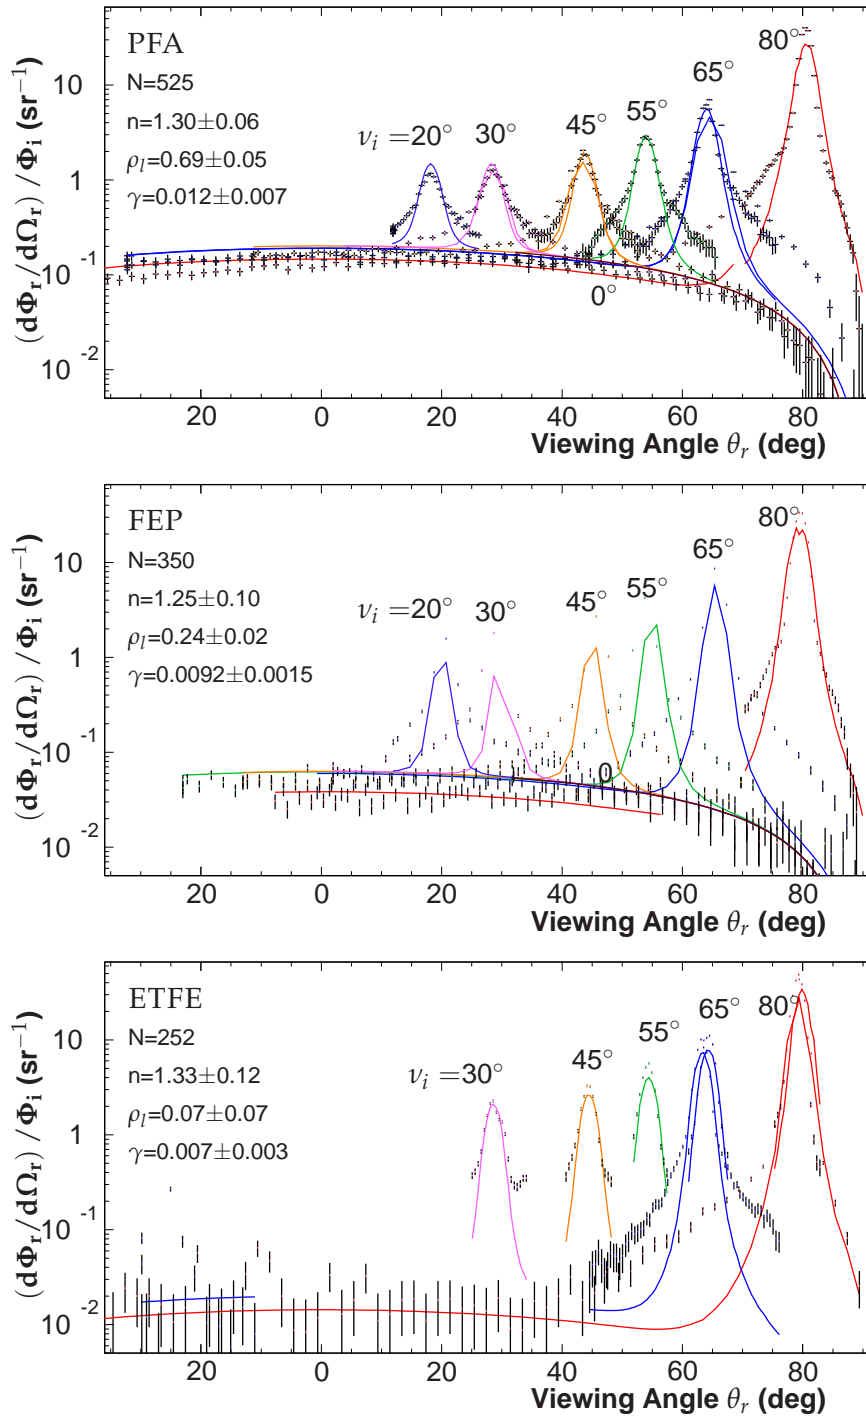 PFA
N=525
n=1.30±0.06
ρl=0.69±0.05
γ=0.012±0.007
νi =20°
30°
45°
55°
65°
80°
0°
(dΦr/dΩr) / Φi (sr−1)
10
1
10 -1
10 -2
20 0 20 40 60 80
Viewing Angle θr (deg)
FEP
N=350
n=1.25±0.10
ρl=0.24±0.02
γ=0.0092±0.0015
νi =20°
30°
45°
55°
65°
80°
0
(dΦr/dΩr) / Φi (sr−1)
10
1
10 -1
10 -2
20 0 20 40 60 80
Viewing Angle θr (deg)
ETFE
N=252
n=1.33±0.12
ρl=0.07±0.07
γ=0.007±0.003
νi =30°
45°
55°
65°
80°
(dΦr/dΩr) / Φi (sr−1)
10
1
10 -1
10 -2
20 0 20 40 60 80
Viewing Angle θr (deg)